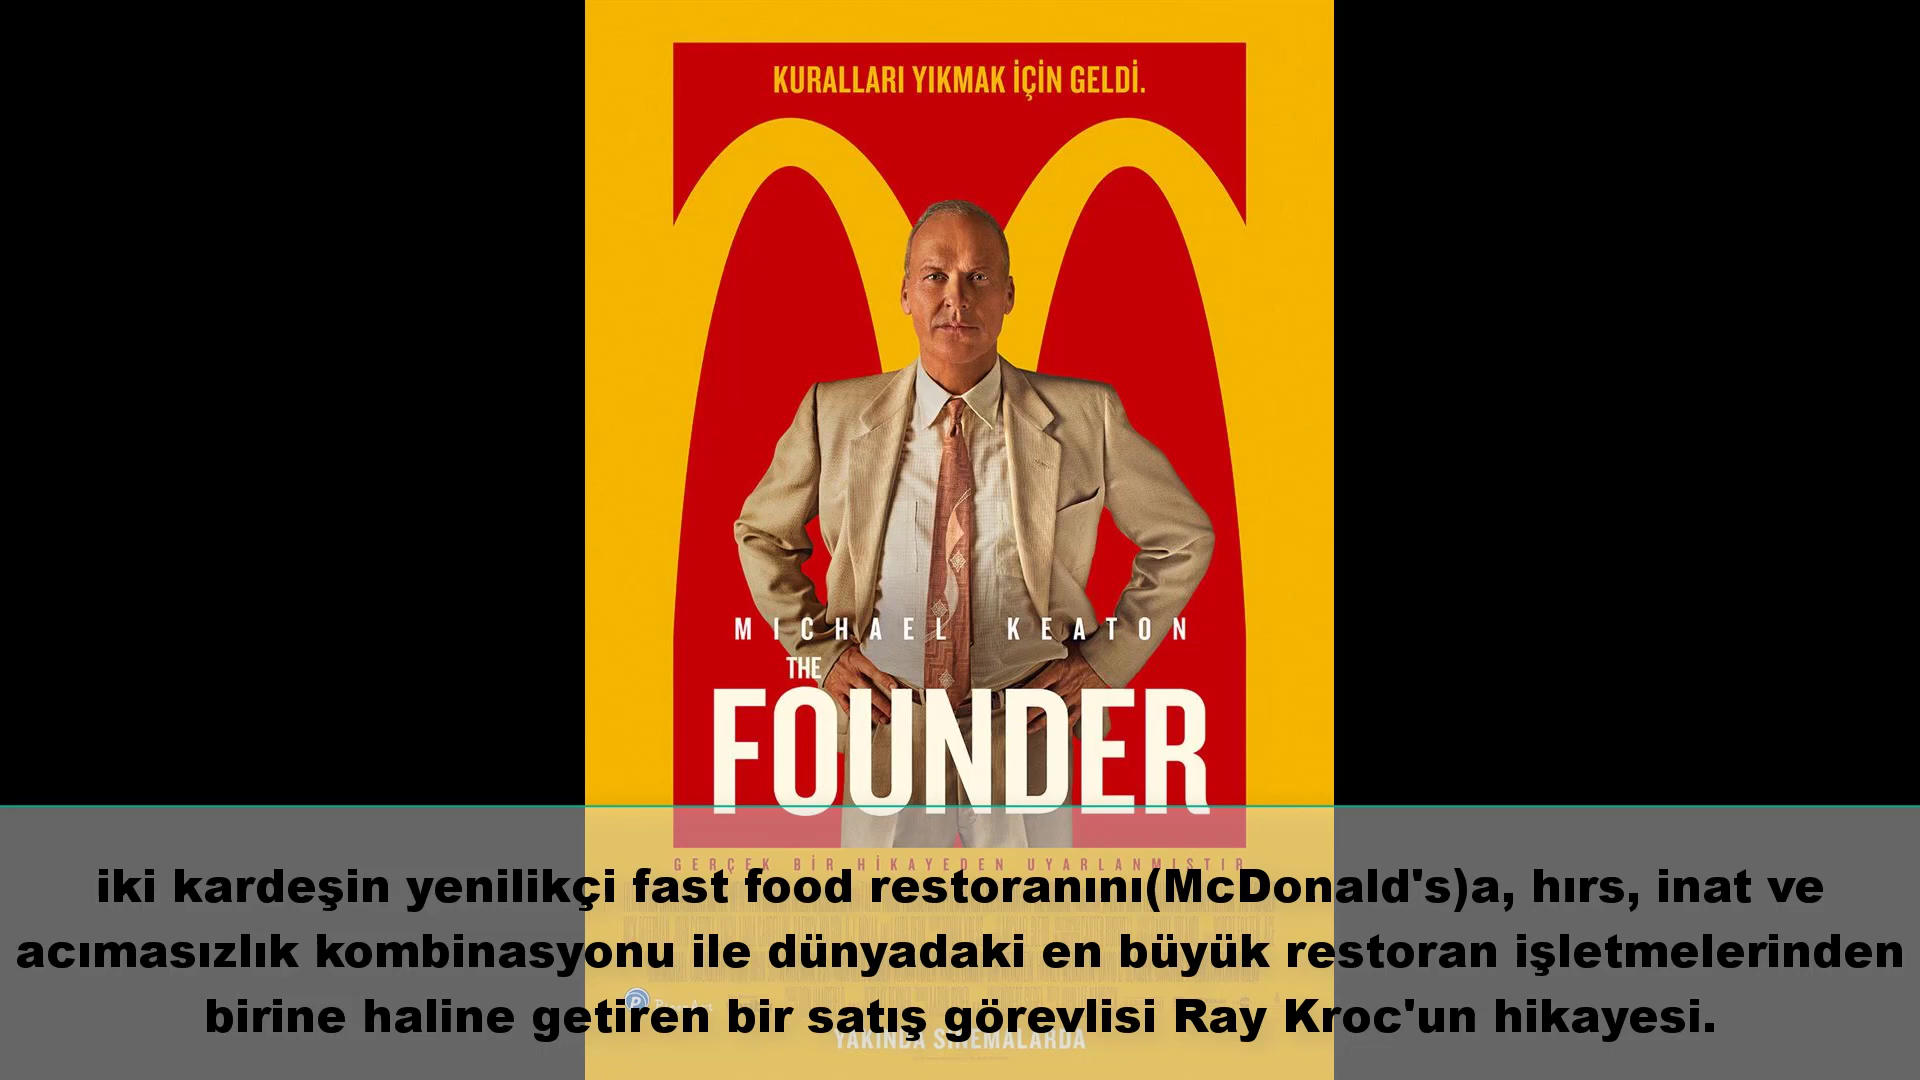 KURALLARI YIKMAK İÇİN GELDİ.
MICHAEL KEATON
THE
FOUNDER
GERÇEK BİR HİKAYEDEN UYARLANMIŞTIR
iki kardeşin yenilikçi fast food restoranını(McDonald's)a, hırs, inat ve
acımasızlık kombinasyonu ile dünyadaki en büyük restoran işletmelerinden
birine haline getiren bir satış görevlisi Ray Kroc'un hikayesi.
YAKINDA SİNEMALARDA